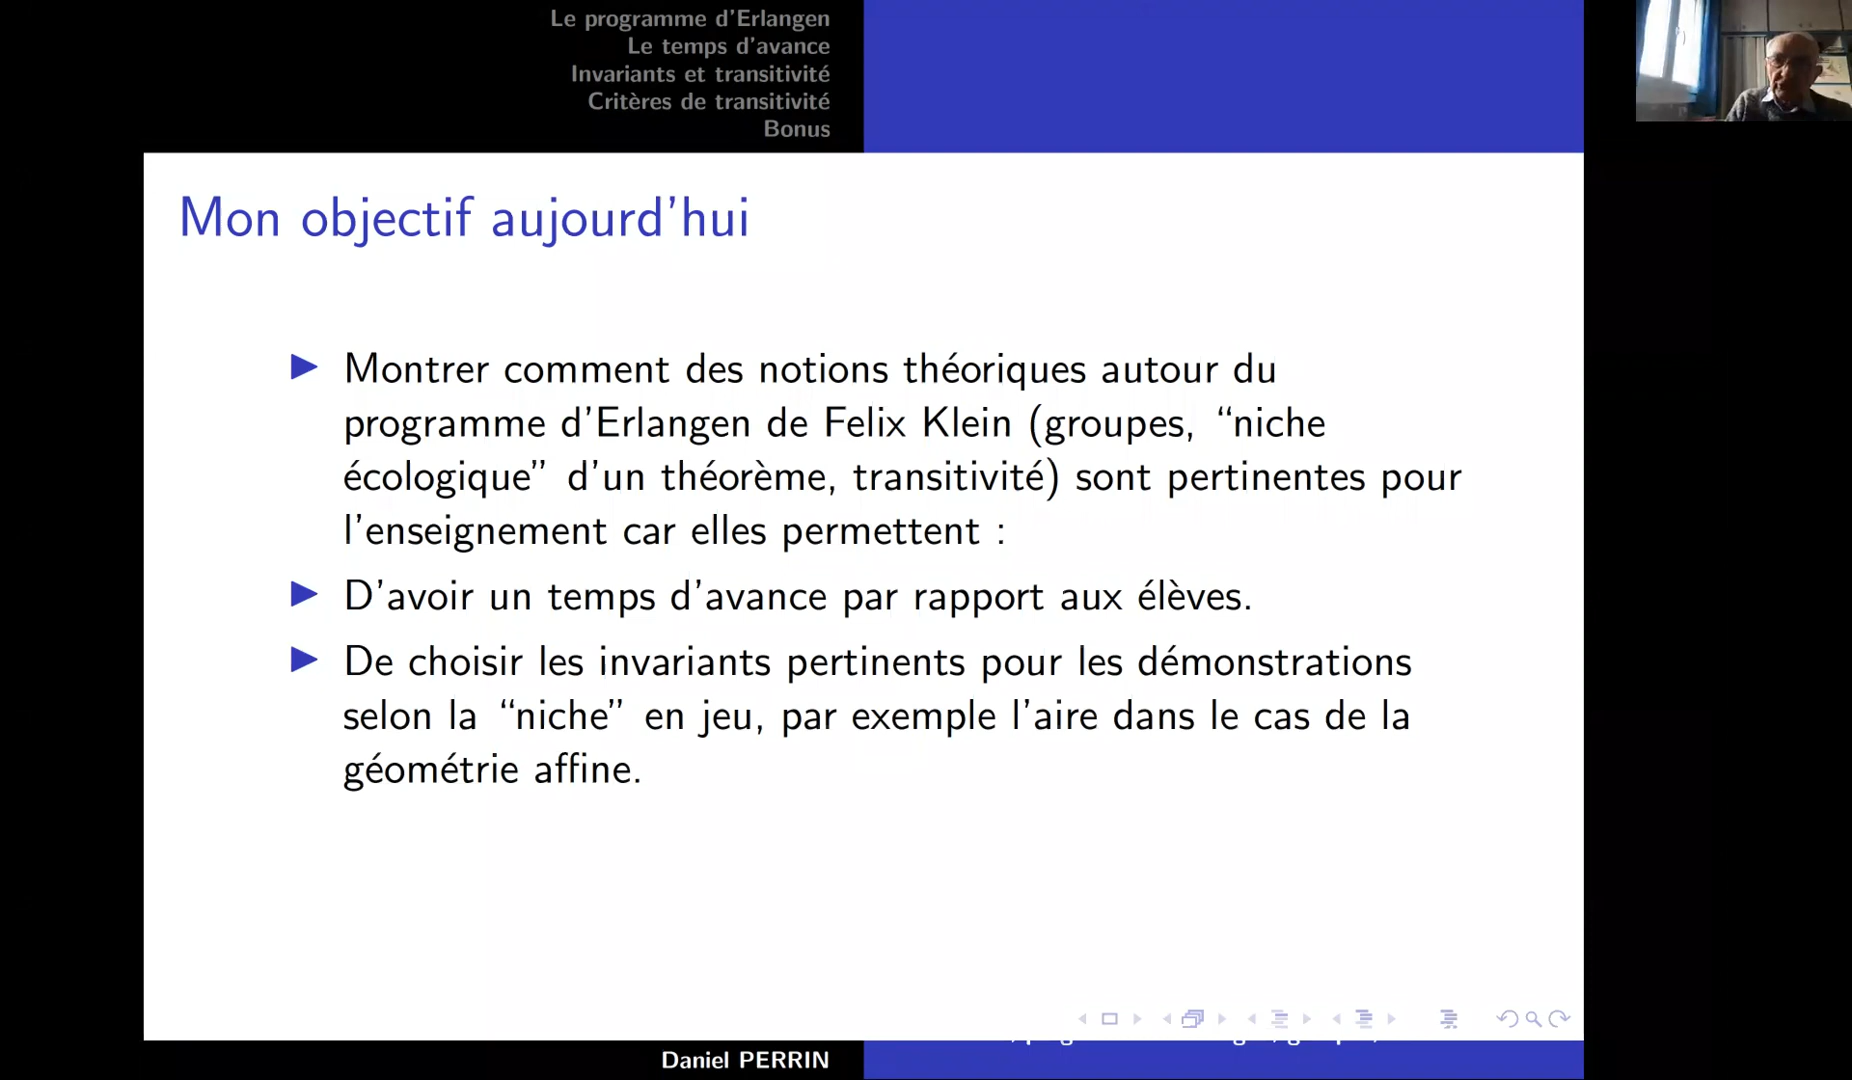 Le programme d'Erlangen
Le temps d'avance
Invariants et transitivité
Critères de transitivité
Bonus
Mon objectif aujourd'hui
Montrer comment des notions théoriques autour du
programme d'Erlangen de Felix Klein (groupes, “niche
écologique” d'un théorème, transitivité) sont pertinentes pour
l'enseignement car elles permettent :
D'avoir un temps d'avance par rapport aux élèves.
De choisir les invariants pertinents pour les démonstrations
selon la “niche” en jeu, par exemple l'aire dans le cas de la
géométrie affine.
Daniel PERRIN